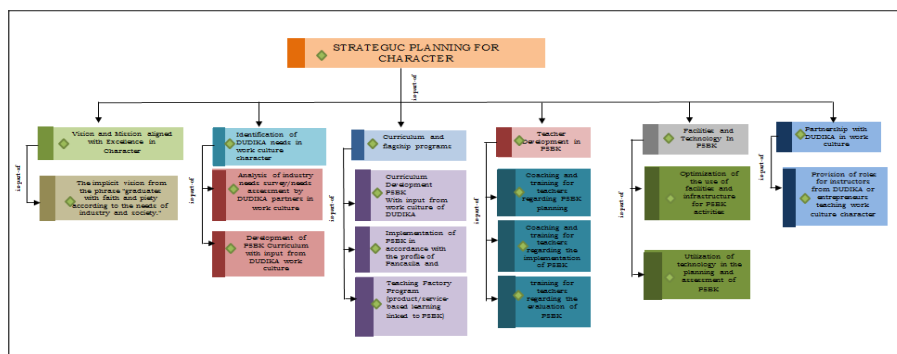 STRATEGUC PLANNING FOR
CHARACTER
is-part-of
is-part-of
is-part-of
is-part-of
is-part-of
is-part-of
Vision and Mission aligned
with Excellence in
Character
The implicit vision from
the phrase "graduates
with faith and piety
according to the needs of
industry and society."
Identification of
DUDIKA needs in
work culture
character
Analysis of industry
needs survey/needs
assessment by
DUDIKA partners in
work culture
Development of
PSBK Curriculum with
input from DUDIKA work
culture
Curriculum and
flagship programs
Curriculum
Development
PSBK
With input from
work culture of
DUDIKA
Implementation of
PSBK in
accordance with
the profile of
Pancasila and
Teaching Factory
Program
(product/service-
based learning
linked to PSBK)
is-part-of
Teacher
Development in
PSBK
Coaching and
training for
teachers regarding
PSBK planning
Coaching and
training for
teachers regarding
the implementation
of PSBK
training for
teachers regarding
the evaluation of
PSBK
is-part-of
Facilities and
Technology In
PSBK
Optimization of
the use of
facilities and
infrastructure for
PSBK activities
Utilization of
technology in the
planning and
assessment of
PSBK
is-part-of
Partnership with
DUDIKA in work
culture
Provision of roles
for instructors
from DUDIKA or
entrepreneurs
teaching work
culture character